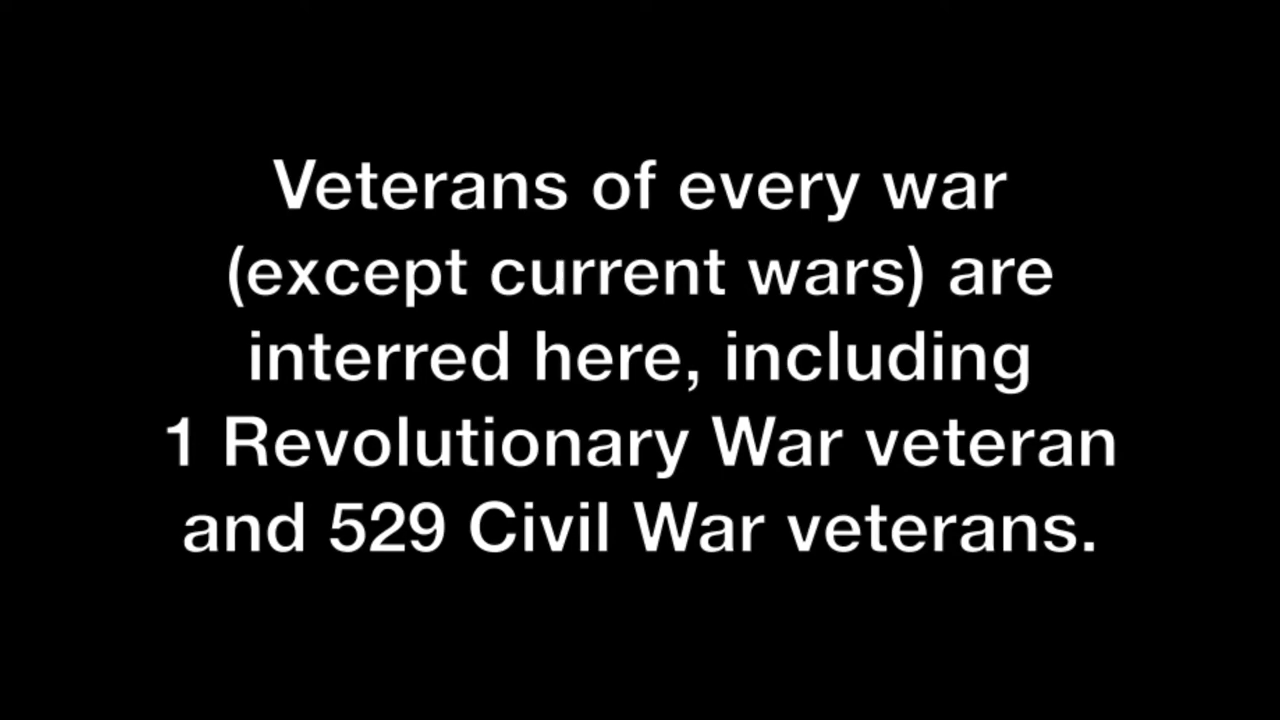 Veterans of every war
(except current wars) are
interred here, including
1 Revolutionary War veteran
and 529 Civil War veterans.